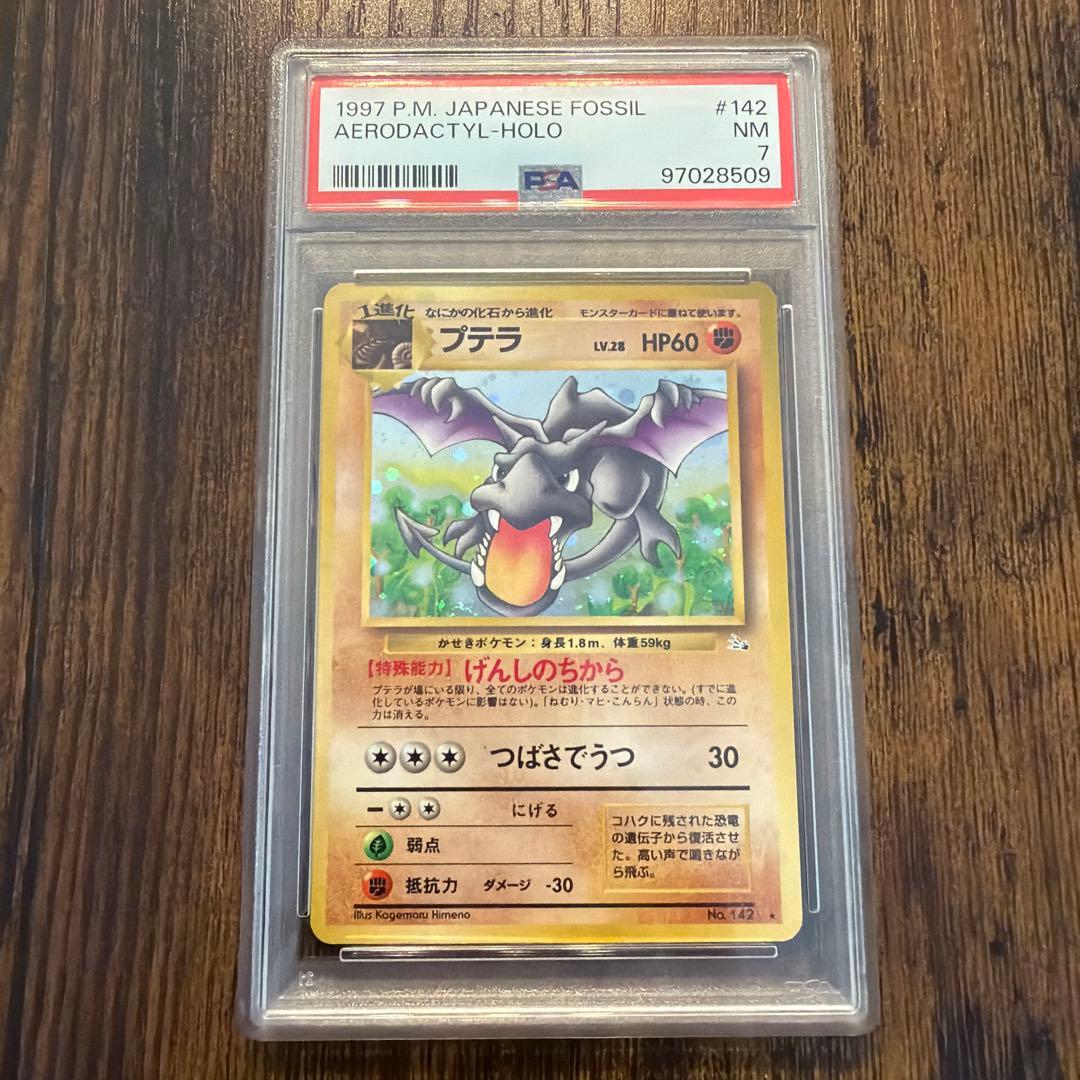 1997 P.M. JAPANESE FOSSIL #142
AERODACTYL-HOLO NM
7
PSA 97028509
1進化 なにかの化石から進化 モンスターカードに重ねて使います。
プテラ LV.28 HP60
かせきポケモン：身長1.8m、体重59kg
【特殊能力】げんしのちから
プテラが場にいる限り、全てのポケモンは進化することができない。(すでに進
化しているポケモンに影響はない)。「ねむり・マヒ・こんらん」状態の時、この
力は消える。
つばさでうつ 30
にげる
弱点
抵抗力 ダメージ -30
コハクに残された恐竜
の遺伝子から復活させ
た。高い声で鳴きなが
ら飛ぶ。
Illus Kagemaru Himeno No. 142 ★
PSA